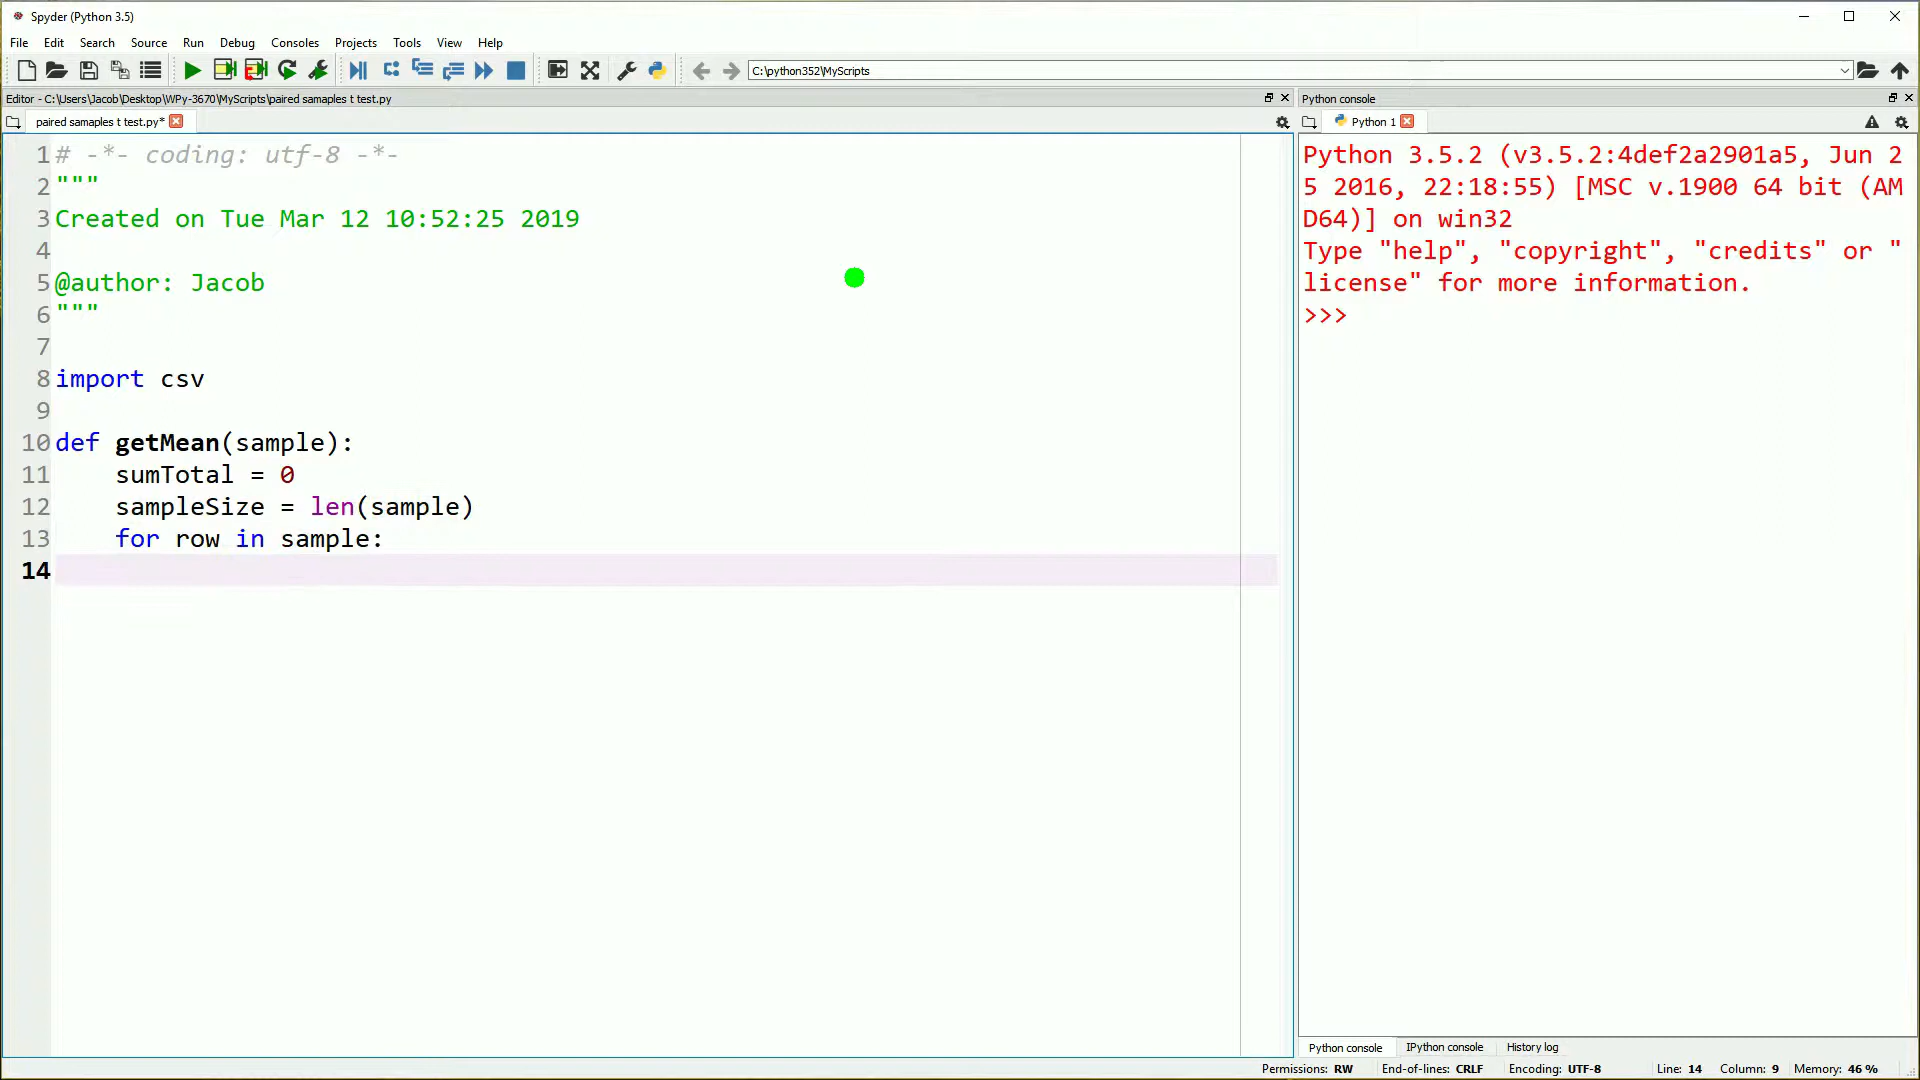 Spyder (Python 3.5)
File Edit Search Source Run Debug Consoles Projects Tools View Help
C:\python352\MyScripts
Editor - C:\Users\Jacob\Desktop\WPy-3670\MyScripts\paired samaples t test.py
paired samaples t test.py*
1 # -*- coding: utf-8 -*-
2 """
3 Created on Tue Mar 12 10:52:25 2019
4
5 @author: Jacob
6 """
7
8 import csv
9
10 def getMean(sample):
11     sumTotal = 0
12     sampleSize = len(sample)
13     for row in sample:
14
Python console
Python 1
Python 3.5.2 (v3.5.2:4def2a2901a5, Jun 2
5 2016, 22:18:55) [MSC v.1900 64 bit (AM
D64)] on win32
Type "help", "copyright", "credits" or "
license" for more information.
>>>
Python console IPython console History log
Permissions: RW End-of-lines: CRLF Encoding: UTF-8 Line: 14 Column: 9 Memory: 46 %